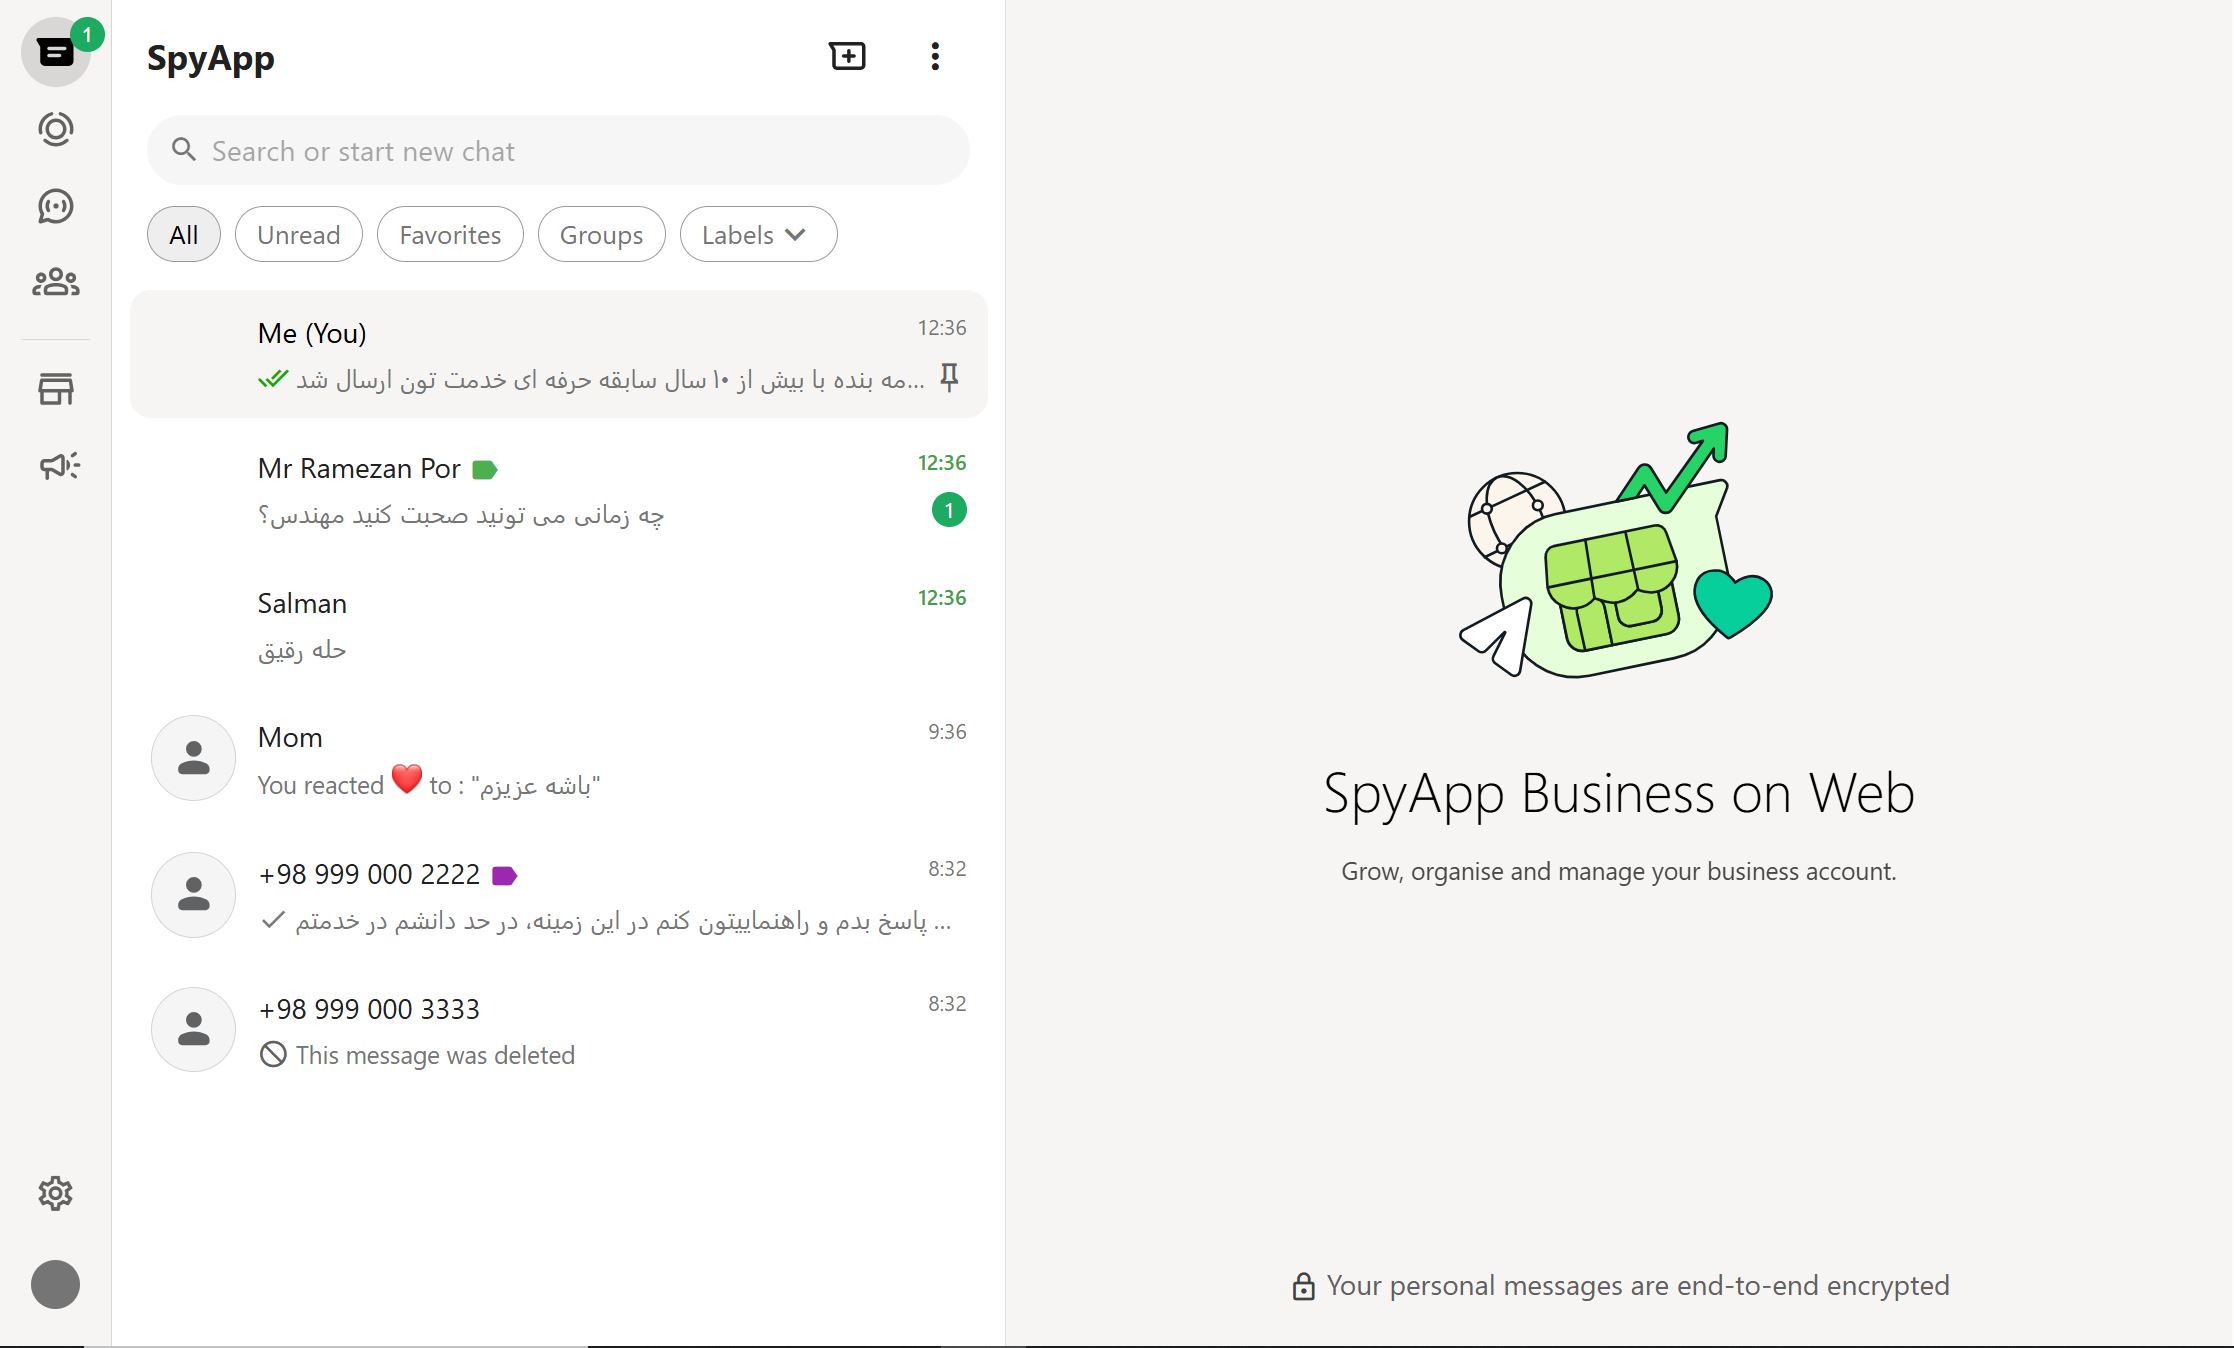 1
SpyApp
Search or start new chat
All
Unread
Favorites
Groups
Labels
Me (You)
12:36
...مه بنده با بیش از ۱۰ سال سابقه حرفه ای خدمت تون ارسال شد
Mr Ramezan Por
12:36
چه زمانی می تونید صحبت کنید مهندس؟
1
Salman
12:36
حله رقیق
Mom
9:36
You reacted ❤️ to : "باشه عزیزم"
+98 999 000 2222
8:32
پاسخ بدم و راهنماییتون کنم در این زمینه، در حد دانشم در خدمتم ...
+98 999 000 3333
8:32
This message was deleted
SpyApp Business on Web
Grow, organise and manage your business account.
Your personal messages are end-to-end encrypted